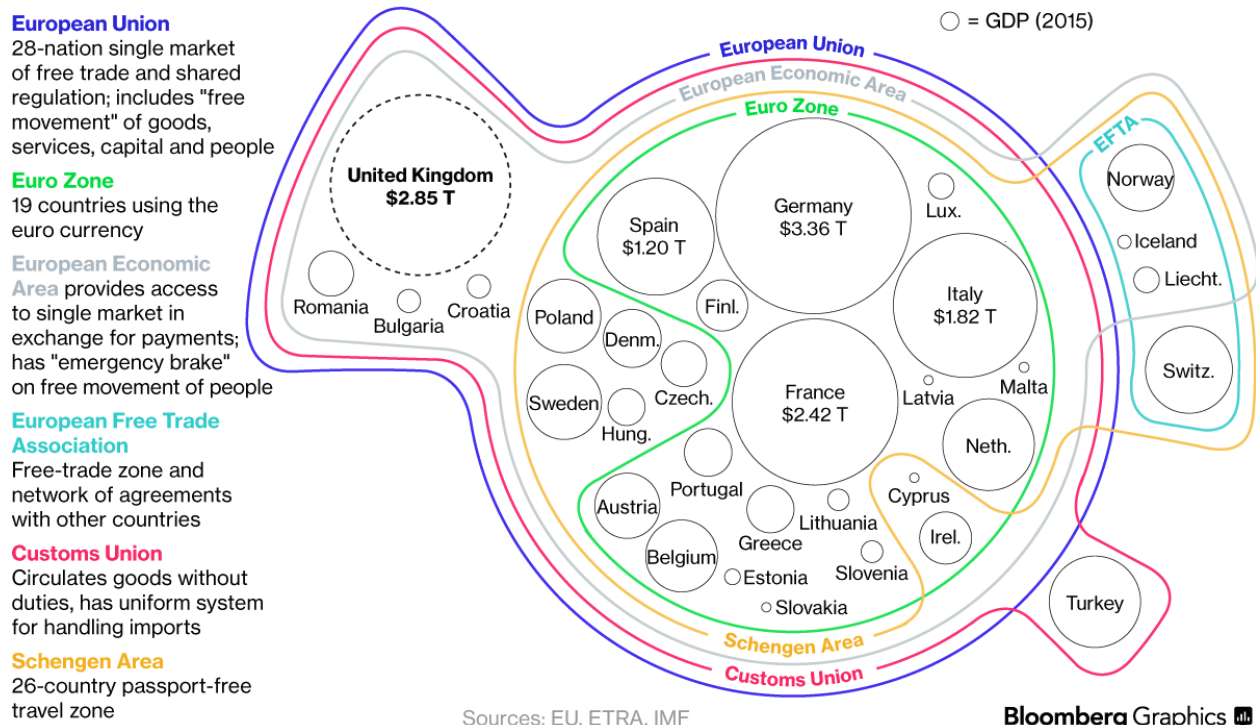 European Union
28-nation single market
of free trade and shared
regulation; includes "free
movement" of goods,
services, capital and people
Euro Zone
19 countries using the
euro currency
European Economic
Area provides access
to single market in
exchange for payments;
has "emergency brake"
on free movement of people
European Free Trade
Association
Free-trade zone and
network of agreements
with other countries
Customs Union
Circulates goods without
duties, has uniform system
for handling imports
Schengen Area
26-country passport-free
travel zone
= GDP (2015)
European Union
European Economic Area
Euro Zone
EFTA
United Kingdom
$2.85 T
Romania
Bulgaria
Croatia
Spain
$1.20 T
Germany
$3.36 T
Lux.
Italy
$1.82 T
Finl.
Poland
Denm.
Czech.
Sweden
Hung.
France
$2.42 T
Latvia
Malta
Neth.
Portugal
Austria
Belgium
Greece
Lithuania
Cyprus
Irel.
Slovenia
Estonia
Slovakia
Norway
Iceland
Liecht.
Switz.
Turkey
Schengen Area
Customs Union
Sources: EU, ETRA, IMF
Bloomberg Graphics